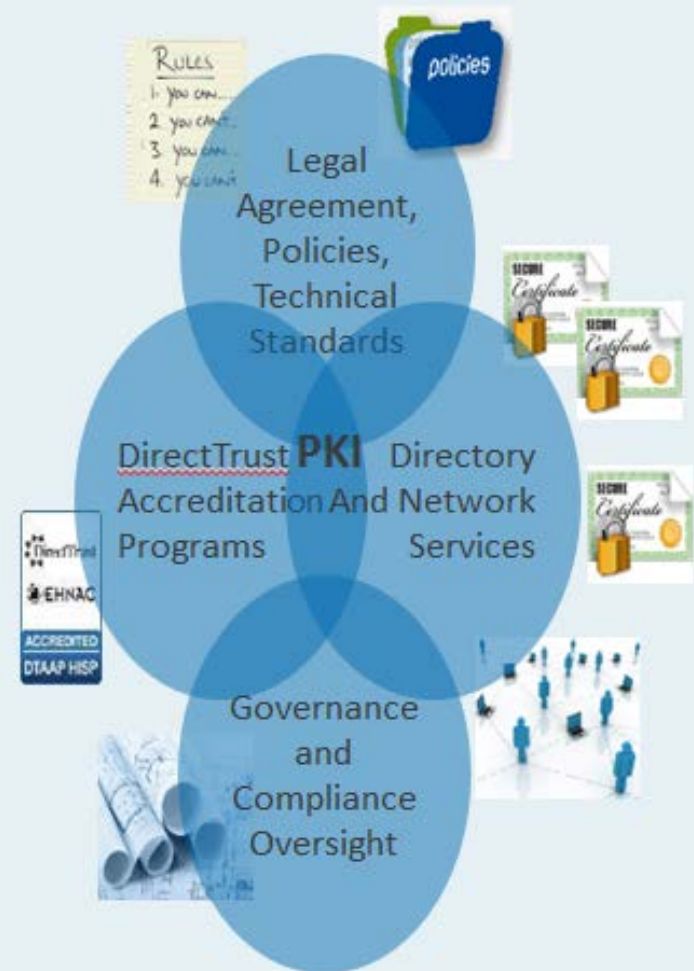 RULES
1. you can....
2 you can't..
3 you can...
4. you can't
policies
Legal
Agreement,
Policies,
Technical
Standards
SECURE
Certificate
SECURE
Certificate
DirectTrust PKI Directory
Accreditation And Network
Programs Services
SECURE
Certificate
DirectTrust
EHNAC
ACCREDITED
DTAAP HISP
Governance
and
Compliance
Oversight